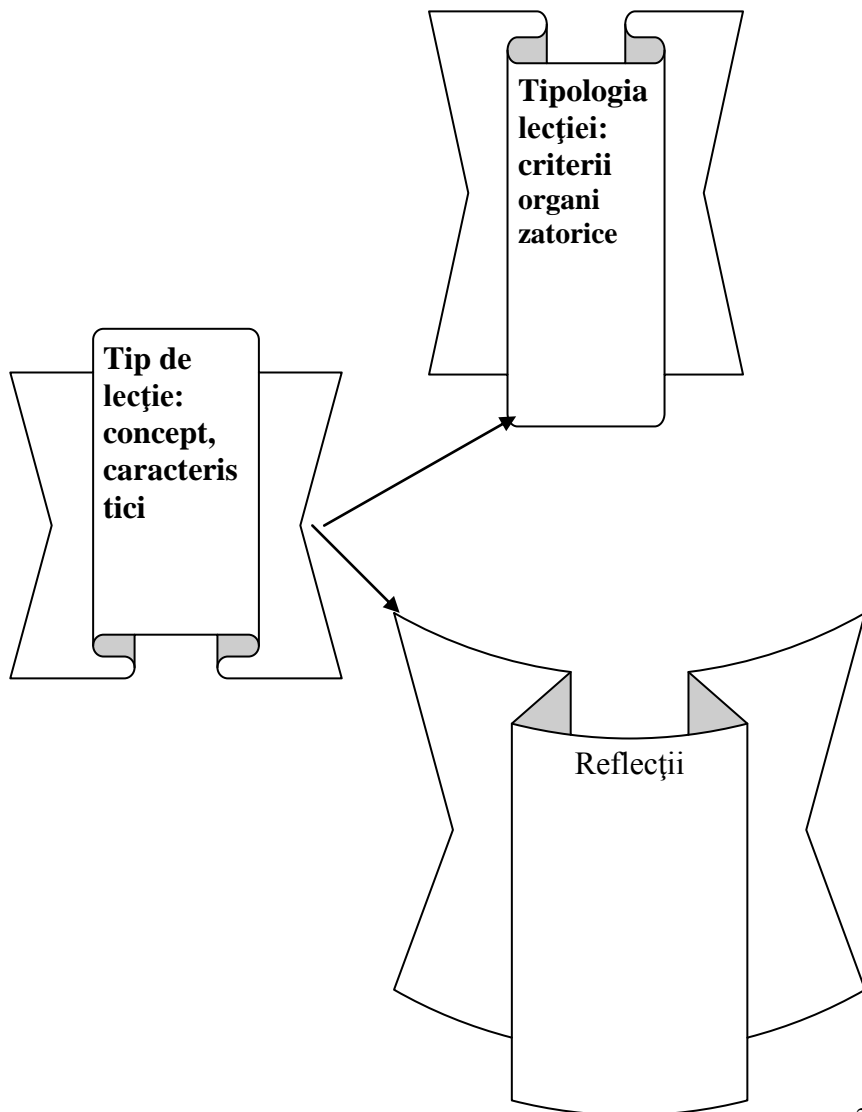 Tipologia
lecţiei:
criterii
organi
zatorice
Tip de
lecţie:
concept,
caracteris
tici
Reflecţii